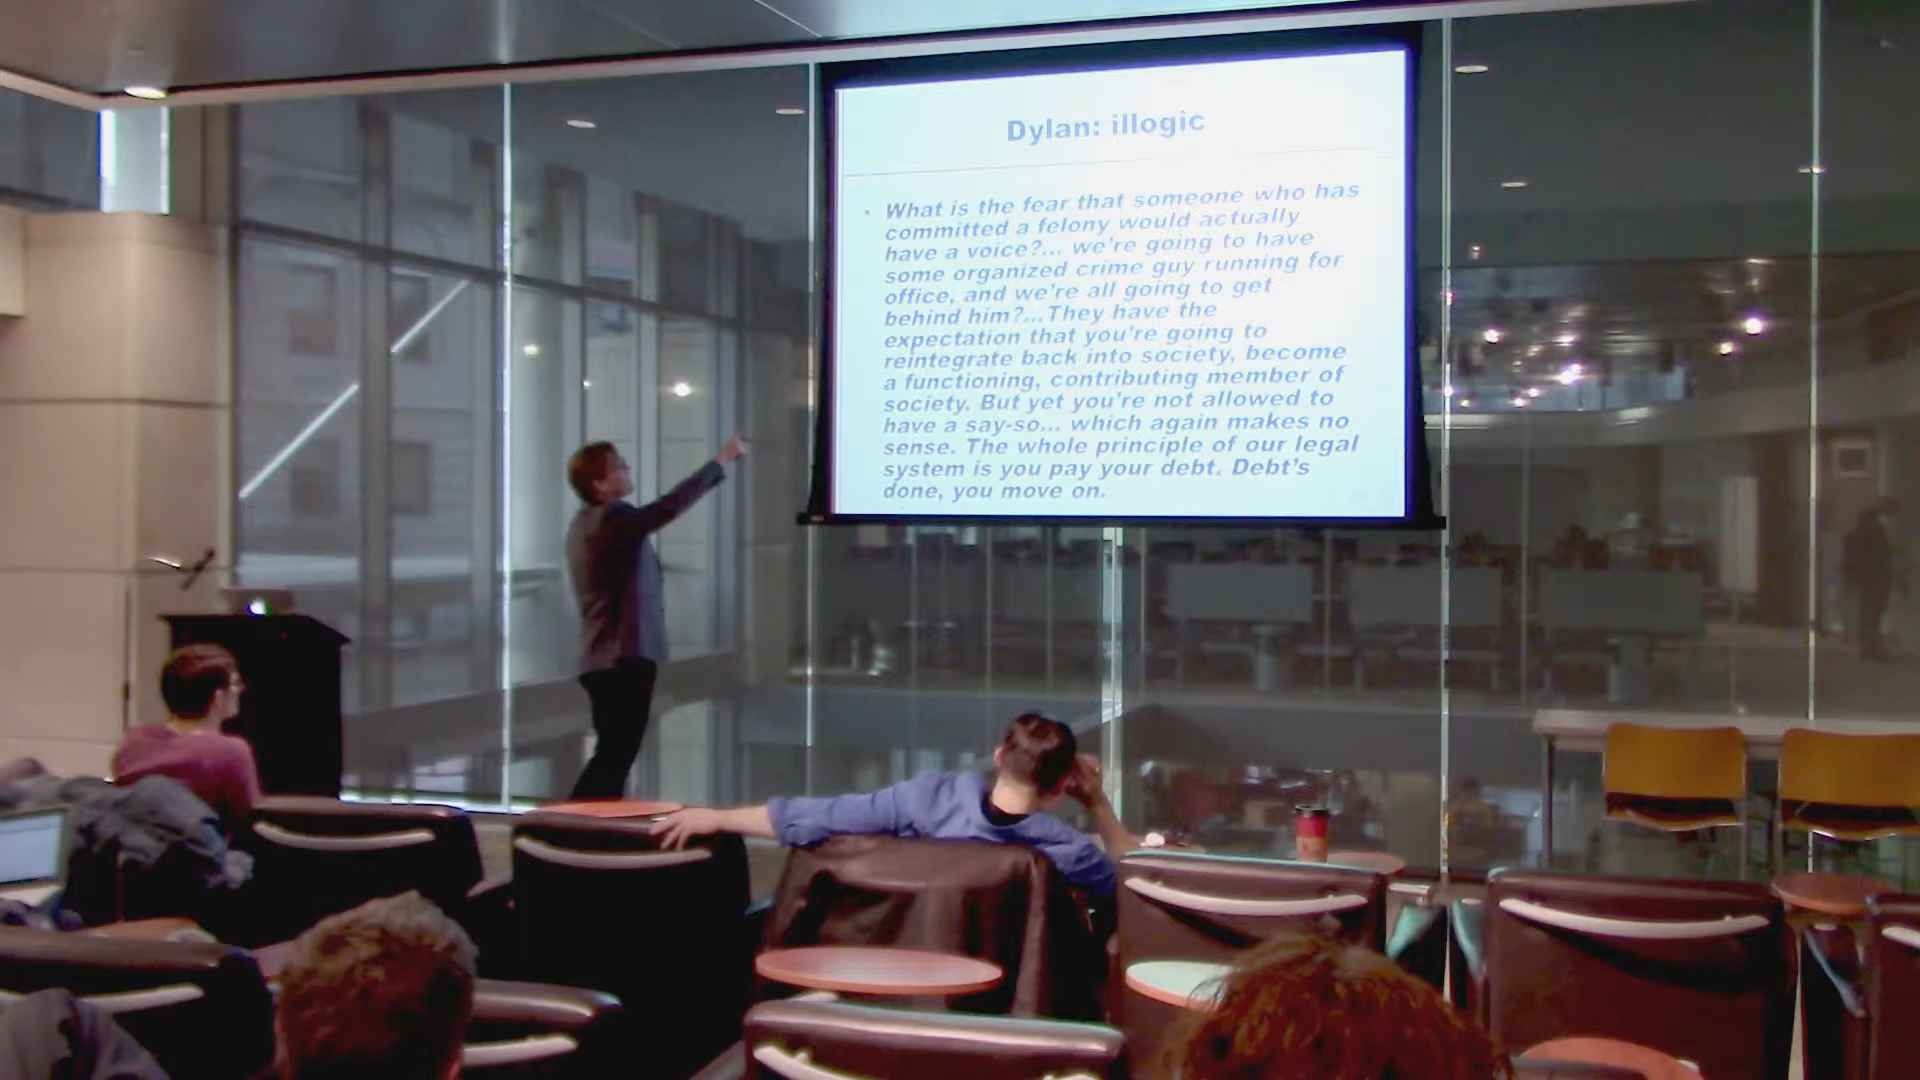 Dylan: illogic
• What is the fear that someone who has
committed a felony would actually
have a voice?... we're going to have
some organized crime guy running for
office, and we're all going to get
behind him?...They have the
expectation that you're going to
reintegrate back into society, become
a functioning, contributing member of
society. But yet you're not allowed to
have a say-so... which again makes no
sense. The whole principle of our legal
system is you pay your debt. Debt's
done, you move on.